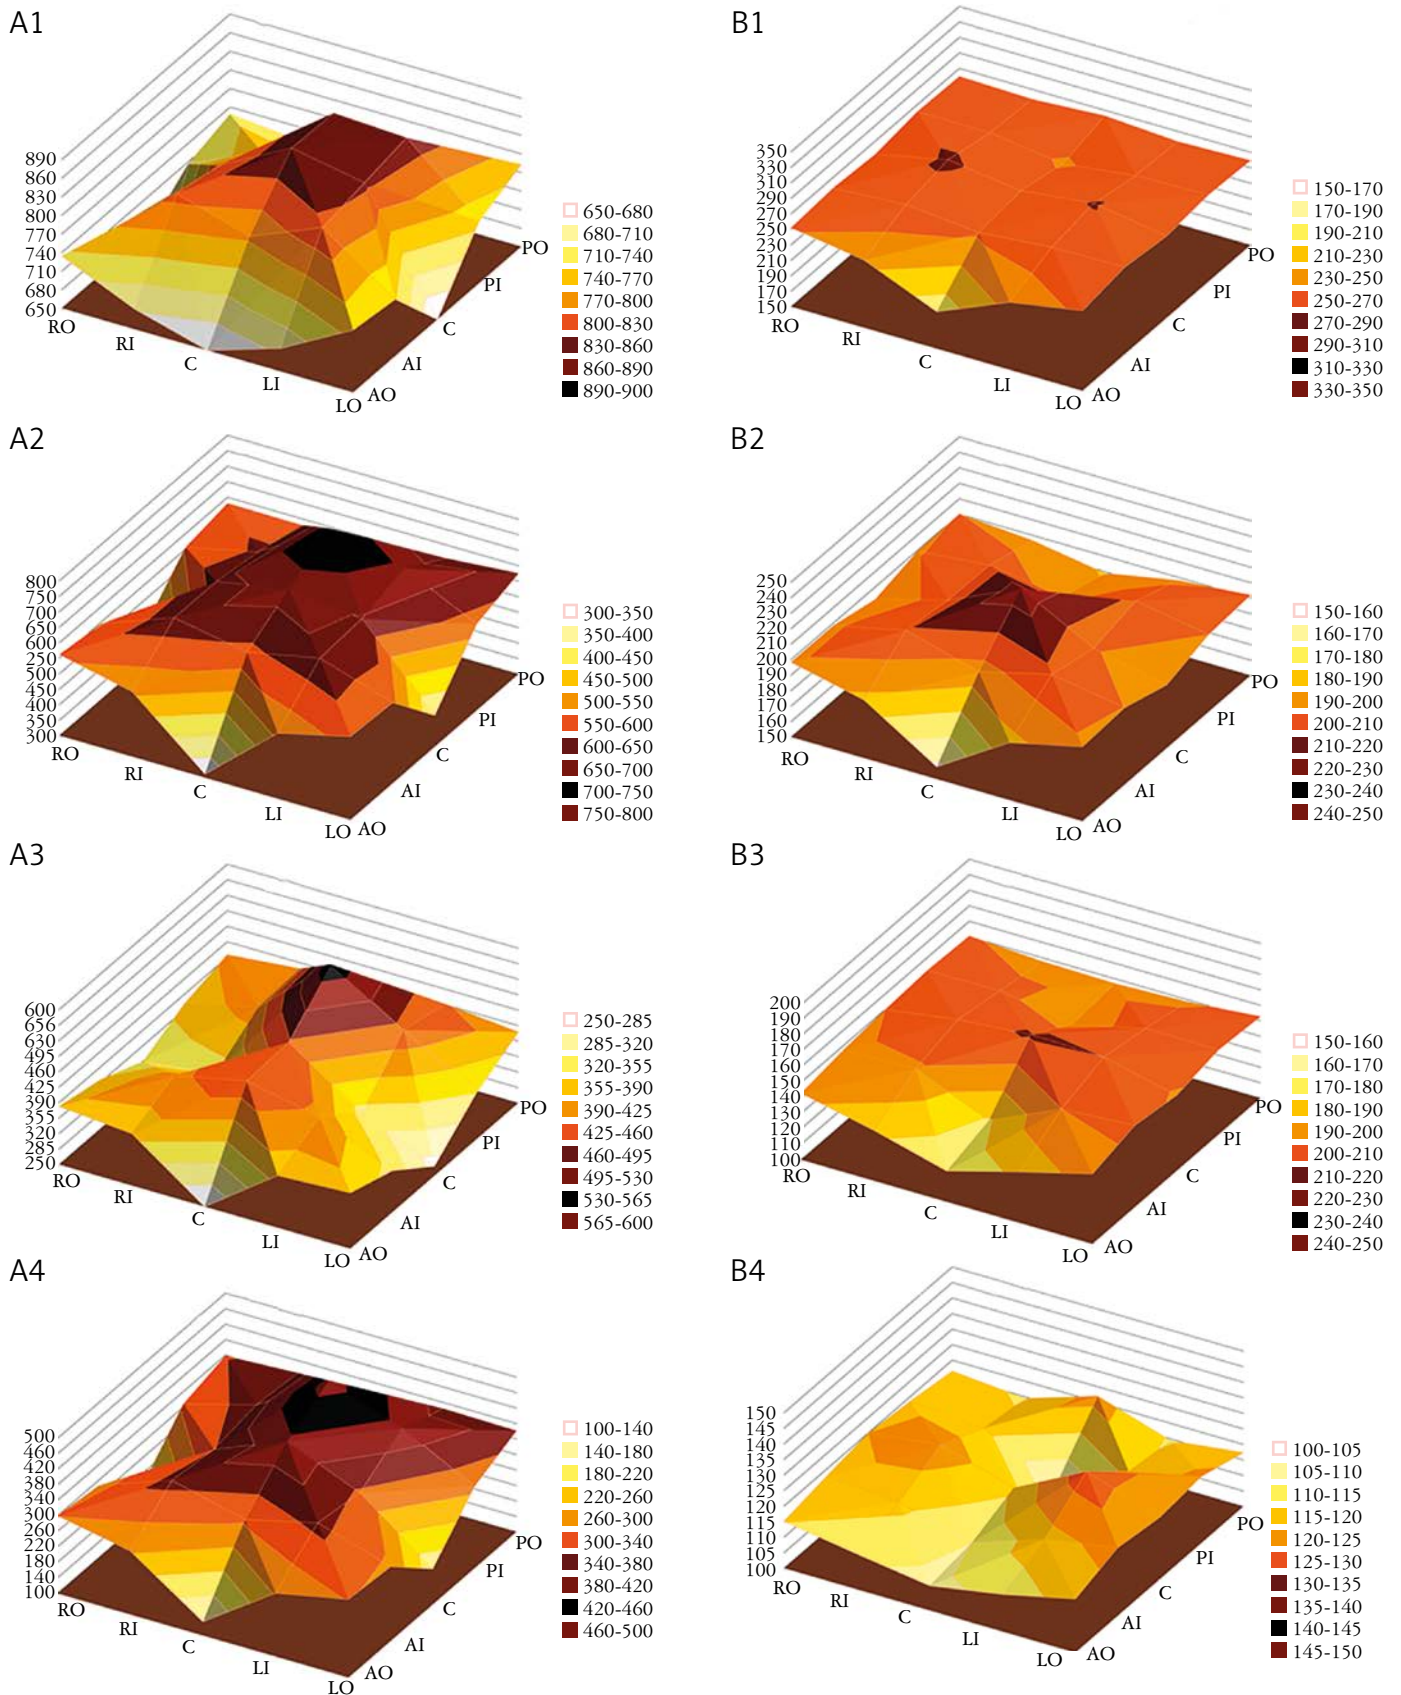 A1
890
860
830
800
770
740
710
680
650
RO
RI
C
LI
LO
AO
AI
C
PI
PO
650-680
680-710
710-740
740-770
770-800
800-830
830-860
860-890
890-900
B1
350
330
310
290
270
250
230
210
190
170
150
RO
RI
C
LI
LO
AO
AI
C
PI
PO
150-170
170-190
190-210
210-230
230-250
250-270
270-290
290-310
310-330
330-350
A2
800
750
700
650
600
250
500
450
400
350
300
RO
RI
C
LI
LO
AO
AI
C
PI
PO
300-350
350-400
400-450
450-500
500-550
550-600
600-650
650-700
700-750
750-800
B2
250
240
230
220
210
200
190
180
170
160
150
RO
RI
C
LI
LO
AO
AI
C
PI
PO
150-160
160-170
170-180
180-190
190-200
200-210
210-220
220-230
230-240
240-250
A3
600
656
630
495
460
425
390
355
320
285
250
RO
RI
C
LI
LO
AO
AI
C
PI
PO
250-285
285-320
320-355
355-390
390-425
425-460
460-495
495-530
530-565
565-600
B3
200
190
180
170
160
150
140
130
120
110
100
RO
RI
C
LI
LO
AO
AI
C
PI
PO
150-160
160-170
170-180
180-190
190-200
200-210
210-220
220-230
230-240
240-250
A4
500
460
420
380
340
300
260
220
180
140
100
RO
RI
C
LI
LO
AO
AI
C
PI
PO
100-140
140-180
180-220
220-260
260-300
300-340
340-380
380-420
420-460
460-500
B4
150
145
140
135
130
125
120
115
110
105
100
RO
RI
C
LI
LO
AO
AI
C
PI
PO
100-105
105-110
110-115
115-120
120-125
125-130
130-135
135-140
140-145
145-150